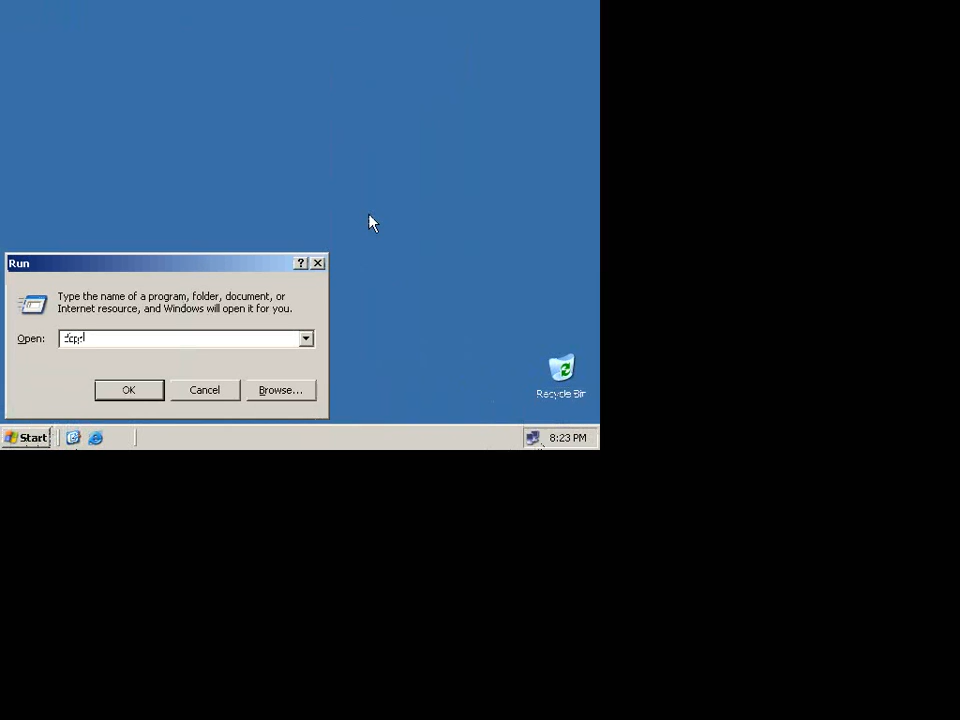 Run
Type the name of a program, folder, document, or
Internet resource, and Windows will open it for you.
Open:
OK
Cancel
Browse...
Recycle Bin
Start
8:23 PM